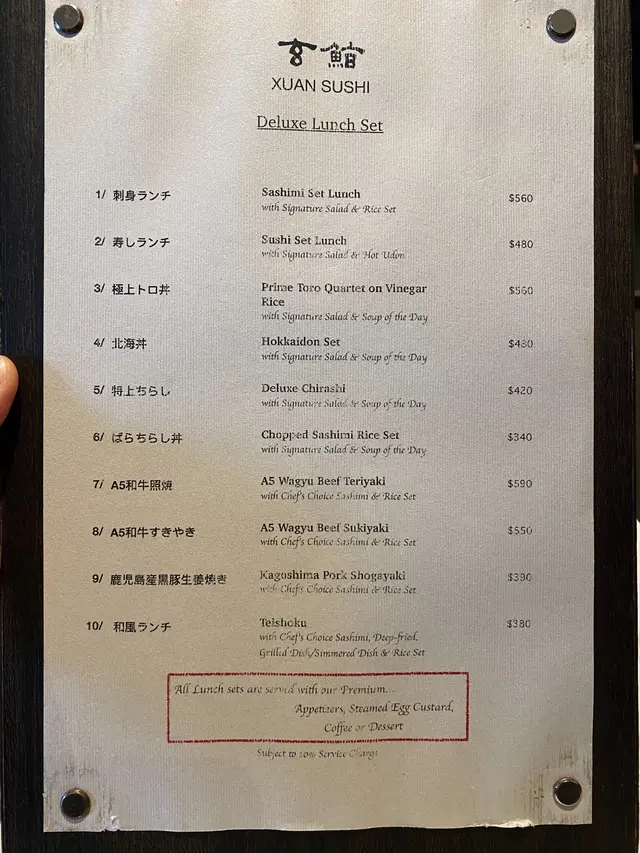 玄鮨
XUAN SUSHI
Deluxe Lunch Set
1/ 刺身ランチ Sashimi Set Lunch $560
with Signature Salad & Rice Set
2/ 寿しランチ Sushi Set Lunch $480
with Signature Salad & Hot Udon
3/ 極上トロ丼 Prime Toro Quartet on Vinegar $560
Rice
with Signature Salad & Soup of the Day
4/ 北海丼 Hokkaidon Set $480
with Signature Salad & Soup of the Day
5/ 特上ちらし Deluxe Chirashi $420
with Signature Salad & Soup of the Day
6/ ばらちらし丼 Chopped Sashimi Rice Set $340
with Signature Salad & Soup of the Day
7/ A5和牛照焼 A5 Wagyu Beef Teriyaki $590
with Chef's Choice Sashimi & Rice Set
8/ A5和牛すきやき A5 Wagyu Beef Sukiyaki $550
with Chef's Choice Sashimi & Rice Set
9/ 鹿児島産黒豚生姜焼き Kagoshima Pork Shogayaki $390
with Chef's Choice Sashimi & Rice Set
10/ 和風ランチ Teishoku $380
with Chef's Choice Sashimi, Deep-fried,
Grilled Dish/Simmered Dish & Rice Set
All Lunch sets are served with our Premium...
Appetizers, Steamed Egg Custard,
Coffee or Dessert
Subject to 10% Service Charge